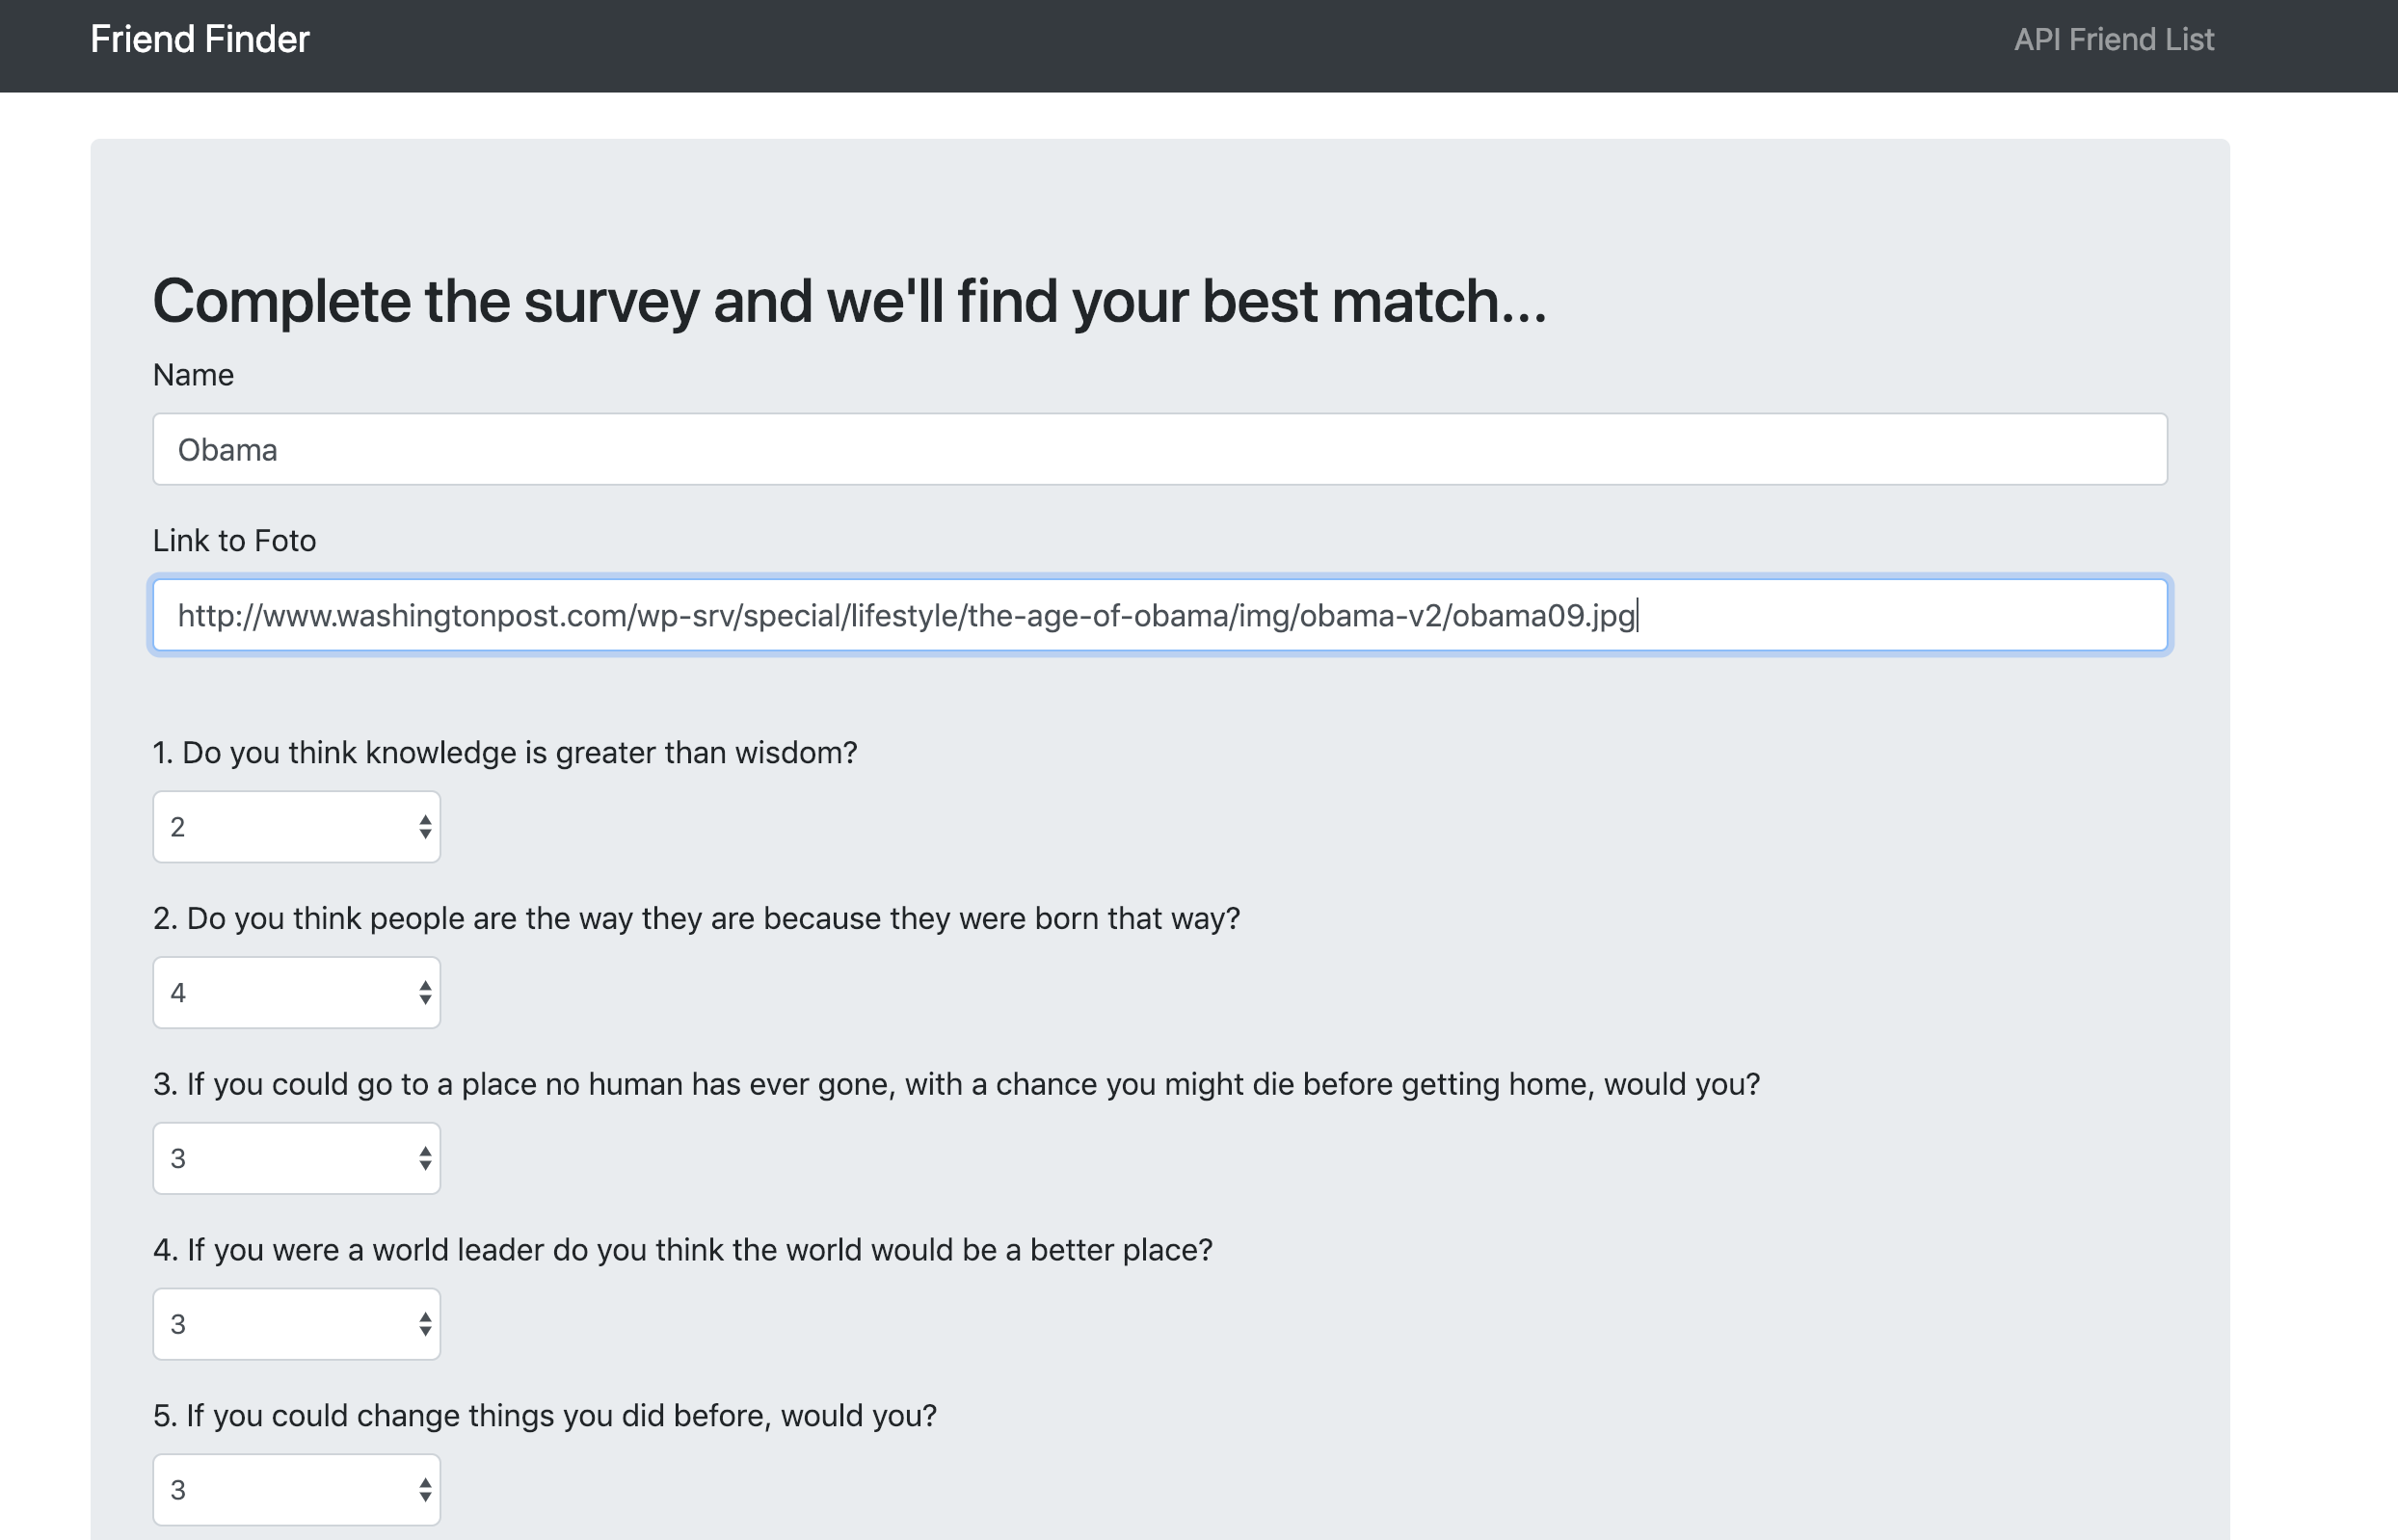 Friend Finder
API Friend List
Complete the survey and we'll find your best match...
Name
Obama
Link to Foto
http://www.washingtonpost.com/wp-srv/special/lifestyle/the-age-of-obama/img/obama-v2/obama09.jpg
1. Do you think knowledge is greater than wisdom?
2
2. Do you think people are the way they are because they were born that way?
4
3. If you could go to a place no human has ever gone, with a chance you might die before getting home, would you?
3
4. If you were a world leader do you think the world would be a better place?
3
5. If you could change things you did before, would you?
3